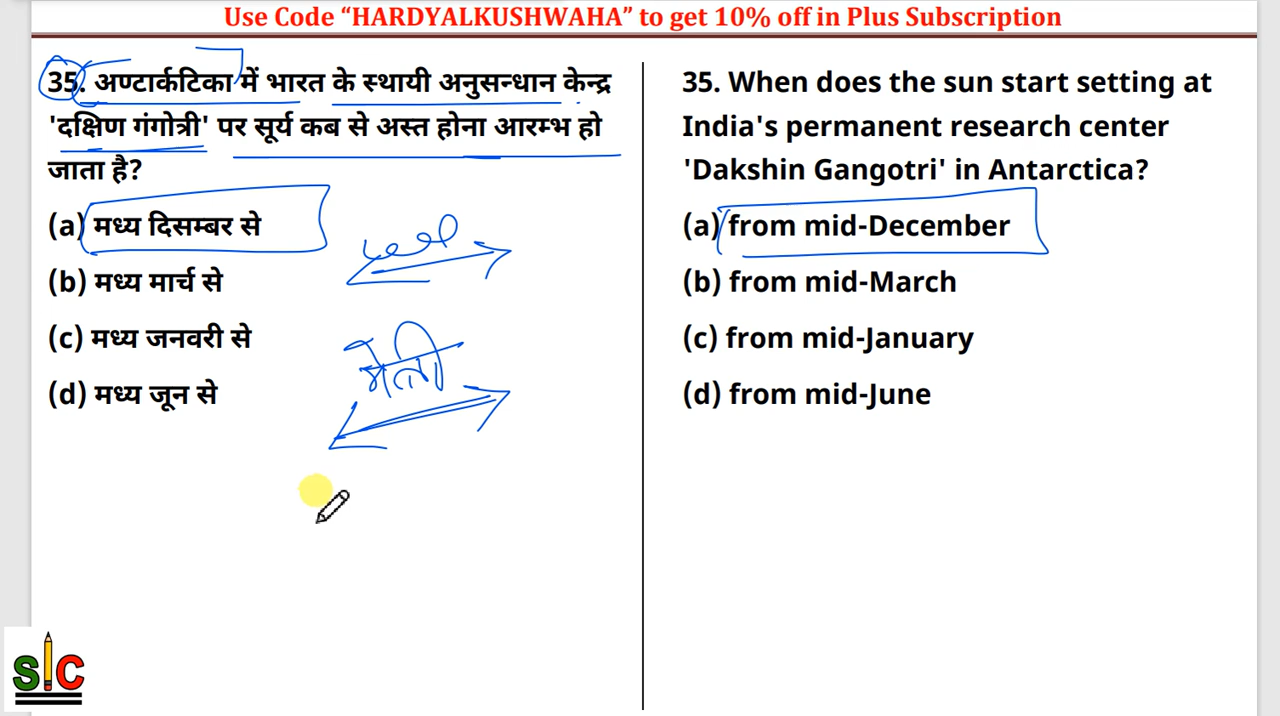 Use Code “HARDYALKUSHWAHA” to get 10% off in Plus Subscription
35. अण्टार्कटिका में भारत के स्थायी अनुसन्धान केन्द्र
'दक्षिण गंगोत्री' पर सूर्य कब से अस्त होना आरम्भ हो
जाता है?
(a) मध्य दिसम्बर से
(b) मध्य मार्च से
(c) मध्य जनवरी से
(d) मध्य जून से
35. When does the sun start setting at
India's permanent research center
'Dakshin Gangotri' in Antarctica?
(a) from mid-December
(b) from mid-March
(c) from mid-January
(d) from mid-June
SIC